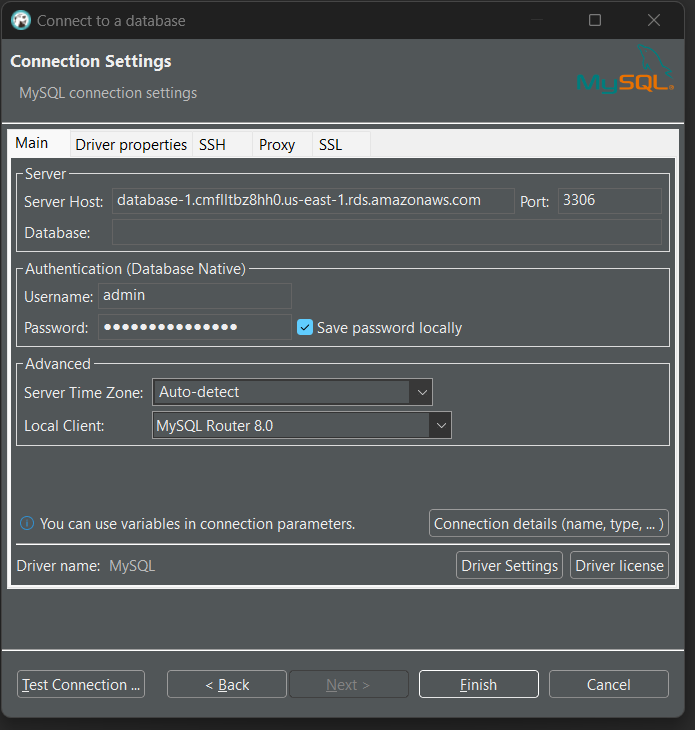 Connect to a database
Connection Settings
MySQL connection settings
MySQL
Main Driver properties SSH Proxy SSL
Server
Server Host: database-1.cmflltbz8hh0.us-east-1.rds.amazonaws.com Port: 3306
Database:
Authentication (Database Native)
Username: admin
Password: ●●●●●●●●●●●●●●● Save password locally
Advanced
Server Time Zone: Auto-detect
Local Client: MySQL Router 8.0
You can use variables in connection parameters. Connection details (name, type, ... )
Driver name: MySQL Driver Settings Driver license
Test Connection ... < Back Next > Finish Cancel